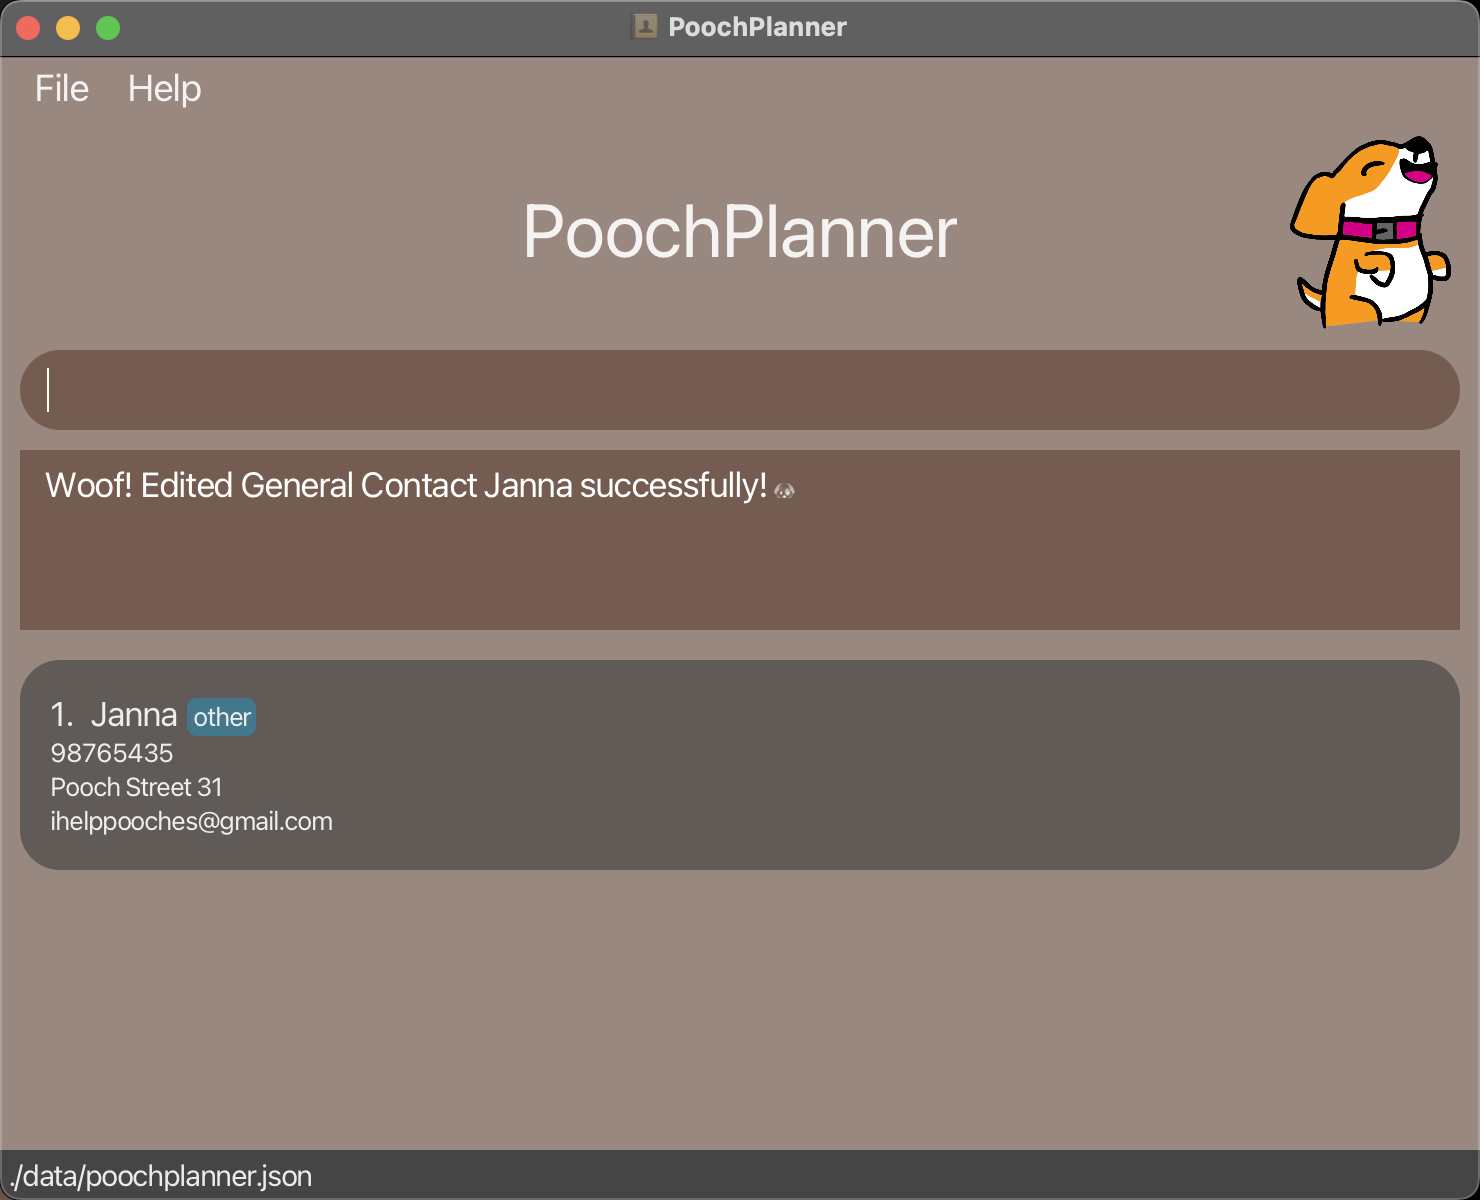 PoochPlanner
File Help
PoochPlanner
Woof! Edited General Contact Janna successfully!
1. Janna other
98765435
Pooch Street 31
ihelppooches@gmail.com
./data/poochplanner.json